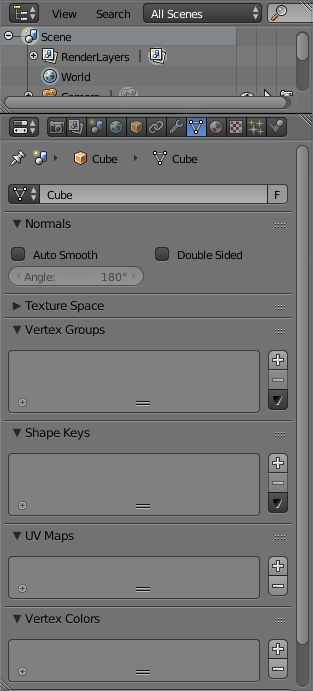 View Search All Scenes
Scene
RenderLayers |
World
Camera
Cube Cube
Cube F
Normals
Auto Smooth Double Sided
Angle: 180°
Texture Space
Vertex Groups
Shape Keys
UV Maps
Vertex Colors